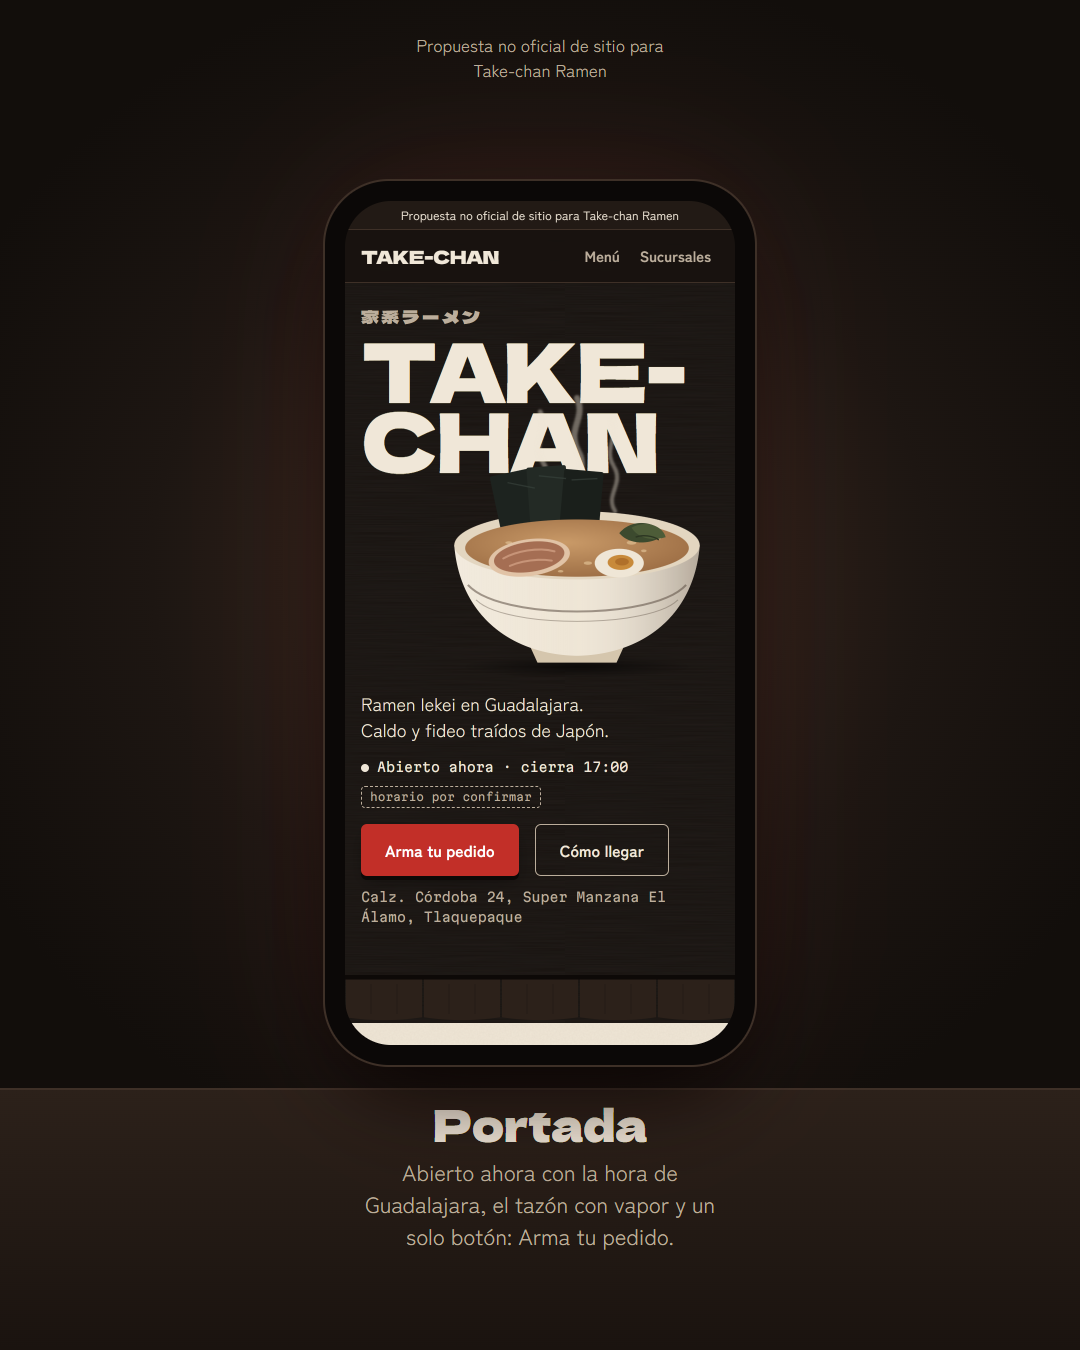 Propuesta no oficial de sitio para
Take-chan Ramen
Propuesta no oficial de sitio para Take-chan Ramen
TAKE-CHAN
Menú
Sucursales
家系ラーメン
TAKE-
CHAN
Ramen Iekei en Guadalajara.
Caldo y fideo traídos de Japón.
Abierto ahora · cierra 17:00
horario por confirmar
Arma tu pedido
Cómo llegar
Calz. Córdoba 24, Super Manzana El
Álamo, Tlaquepaque
Portada
Abierto ahora con la hora de
Guadalajara, el tazón con vapor y un
solo botón: Arma tu pedido.